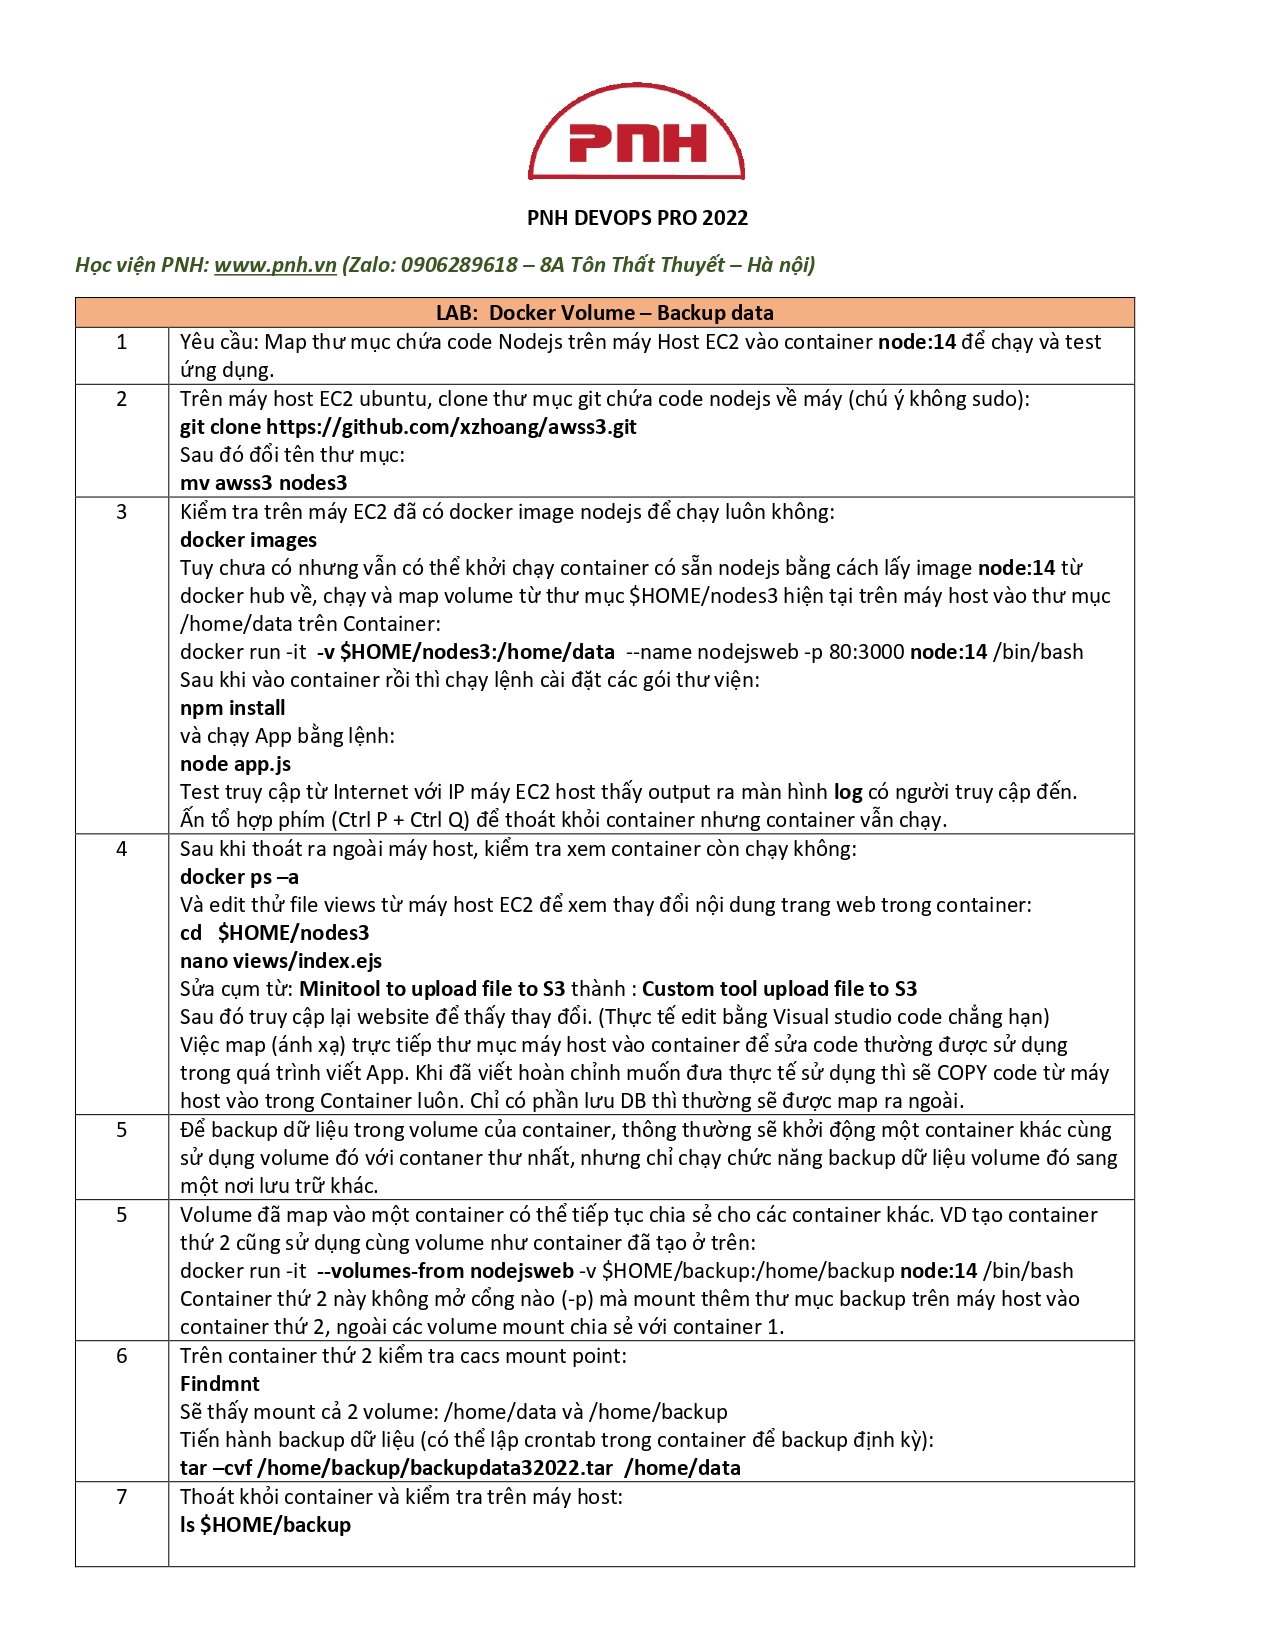 PNH
PNH DEVOPS PRO 2022
Học viện PNH: www.pnh.vn (Zalo: 0906289618 – 8A Tôn Thất Thuyết – Hà nội)
LAB:  Docker Volume – Backup data
1
Yêu cầu: Map thư mục chứa code Nodejs trên máy Host EC2 vào container node:14 để chạy và test
ứng dụng.
2
Trên máy host EC2 ubuntu, clone thư mục git chứa code nodejs về máy (chú ý không sudo):
git clone https://github.com/xzhoang/awss3.git
Sau đó đổi tên thư mục:
mv awss3 nodes3
3
Kiểm tra trên máy EC2 đã có docker image nodejs để chạy luôn không:
docker images
Tuy chưa có nhưng vẫn có thể khởi chạy container có sẵn nodejs bằng cách lấy image node:14 từ
docker hub về, chạy và map volume từ thư mục $HOME/nodes3 hiện tại trên máy host vào thư mục
/home/data trên Container:
docker run -it  -v $HOME/nodes3:/home/data  --name nodejsweb -p 80:3000 node:14 /bin/bash
Sau khi vào container rồi thì chạy lệnh cài đặt các gói thư viện:
npm install
và chạy App bằng lệnh:
node app.js
Test truy cập từ Internet với IP máy EC2 host thấy output ra màn hình log có người truy cập đến.
Ấn tổ hợp phím (Ctrl P + Ctrl Q) để thoát khỏi container nhưng container vẫn chạy.
4
Sau khi thoát ra ngoài máy host, kiểm tra xem container còn chạy không:
docker ps –a
Và edit thử file views từ máy host EC2 để xem thay đổi nội dung trang web trong container:
cd   $HOME/nodes3
nano views/index.ejs
Sửa cụm từ: Minitool to upload file to S3 thành : Custom tool upload file to S3
Sau đó truy cập lại website để thấy thay đổi. (Thực tế edit bằng Visual studio code chẳng hạn)
Việc map (ánh xạ) trực tiếp thư mục máy host vào container để sửa code thường được sử dụng
trong quá trình viết App. Khi đã viết hoàn chỉnh muốn đưa thực tế sử dụng thì sẽ COPY code từ máy
host vào trong Container luôn. Chỉ có phần lưu DB thì thường sẽ được map ra ngoài.
5
Để backup dữ liệu trong volume của container, thông thường sẽ khởi động một container khác cùng
sử dụng volume đó với contaner thư nhất, nhưng chỉ chạy chức năng backup dữ liệu volume đó sang
một nơi lưu trữ khác.
5
Volume đã map vào một container có thể tiếp tục chia sẻ cho các container khác. VD tạo container
thứ 2 cũng sử dụng cùng volume như container đã tạo ở trên:
docker run -it  --volumes-from nodejsweb -v $HOME/backup:/home/backup node:14 /bin/bash
Container thứ 2 này không mở cổng nào (-p) mà mount thêm thư mục backup trên máy host vào
container thứ 2, ngoài các volume mount chia sẻ với container 1.
6
Trên container thứ 2 kiểm tra cacs mount point:
Findmnt
Sẽ thấy mount cả 2 volume: /home/data và /home/backup
Tiến hành backup dữ liệu (có thể lập crontab trong container để backup định kỳ):
tar –cvf /home/backup/backupdata32022.tar  /home/data
7
Thoát khỏi container và kiểm tra trên máy host:
ls $HOME/backup